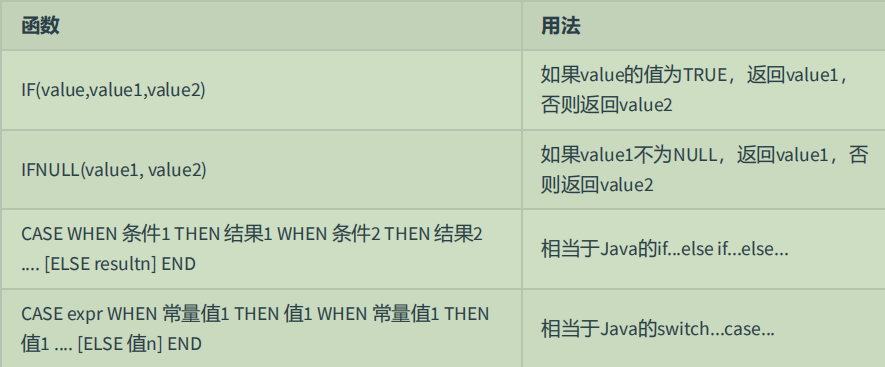 函数
用法
IF(value,value1,value2)
如果value的值为TRUE，返回value1，
否则返回value2
IFNULL(value1, value2)
如果value1不为NULL，返回value1，否
则返回value2
CASE WHEN 条件1 THEN 结果1 WHEN 条件2 THEN 结果2
.... [ELSE resultn] END
相当于Java的if...else if...else...
CASE expr WHEN 常量值1 THEN 值1 WHEN 常量值1 THEN
值1 .... [ELSE 值n] END
相当于Java的switch...case...